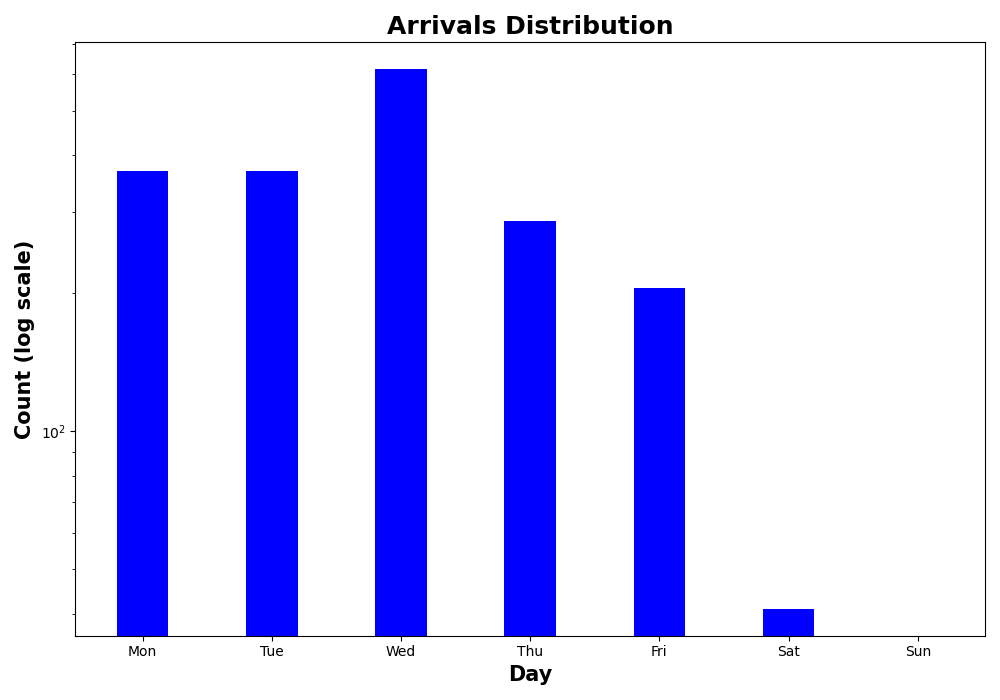 Arrivals Distribution
Count (log scale)
10²
Mon Tue Wed Thu Fri Sat Sun
Day